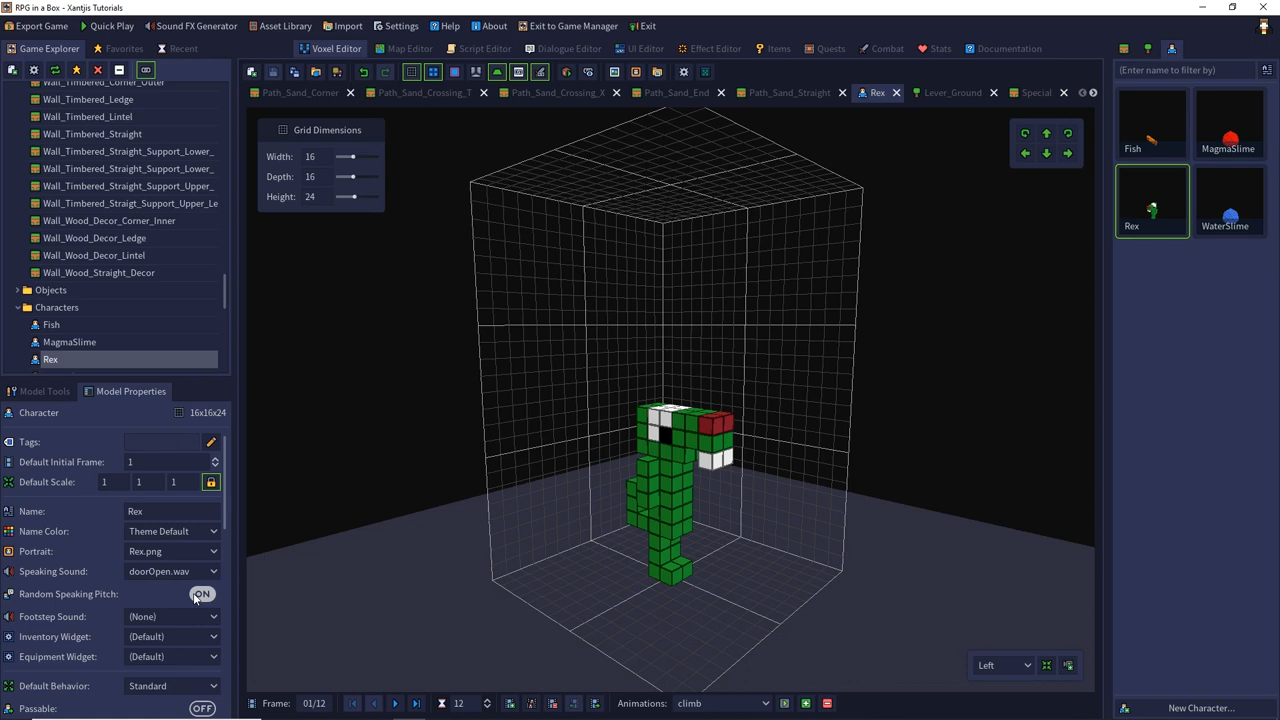 RPG in a Box - Xantjis Tutorials
Export Game Quick Play Sound FX Generator Asset Library Import Settings Help About Exit to Game Manager Exit
Game Explorer Favorites Recent Voxel Editor Map Editor Script Editor Dialogue Editor UI Editor Effect Editor Items Quests Combat Stats Documentation
(Enter name to filter by)
Path_Sand_Corner Path_Sand_Crossing_T Path_Sand_Crossing_X Path_Sand_End Path_Sand_Straight Rex Lever_Ground Special
Wall_Timbered_Corner_Outer
Wall_Timbered_Ledge
Wall_Timbered_Lintel
Wall_Timbered_Straight
Wall_Timbered_Straight_Support_Lower_
Wall_Timbered_Straight_Support_Lower_
Wall_Timbered_Straight_Support_Upper_
Wall_Timbered_Straigt_Support_Upper_Le
Wall_Wood_Decor_Corner_Inner
Wall_Wood_Decor_Ledge
Wall_Wood_Decor_Lintel
Wall_Wood_Straight_Decor
Objects
Characters
Fish
MagmaSlime
Rex
Grid Dimensions
Width: 16
Depth: 16
Height: 24
Fish MagmaSlime
Rex WaterSlime
Model Tools Model Properties
Character 16x16x24
Tags:
Default Initial Frame: 1
Default Scale: 1 1 1
Name: Rex
Name Color: Theme Default
Portrait: Rex.png
Speaking Sound: doorOpen.wav
Random Speaking Pitch: ON
Footstep Sound: (None)
Inventory Widget: (Default)
Equipment Widget: (Default)
Default Behavior: Standard
Passable: OFF
Left
Frame: 01/12 12 Animations: climb
New Character...